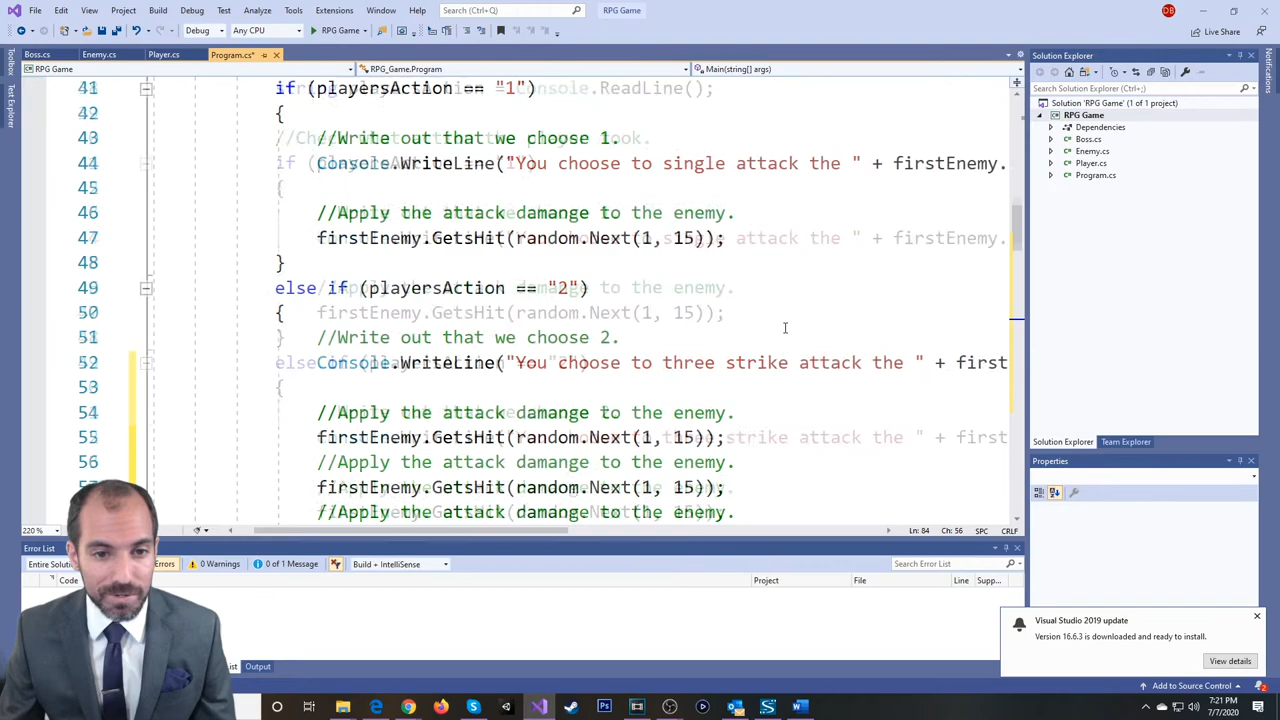 File Edit View Project Build Debug Test Analyze Tools Extensions Window Help Search (Ctrl+Q) RPG Game DB
Debug Any CPU RPG Game Live Share
Boss.cs Enemy.cs Player.cs Program.cs*
RPG Game RPG_Game.Program Main(string[] args)
Toolbox
Test Explorer
41 if (playersAction == "1")
42 {
43 //Write out that we choose 1.
44 Console.WriteLine("You choose to single attack the " + firstEnemy.
45
46 //Apply the attack damange to the enemy.
47 firstEnemy.GetsHit(random.Next(1, 15));
48 }
49 else if (playersAction == "2")
50 {
51 //Write out that we choose 2.
52 Console.WriteLine("You choose to three strike attack the " + first
53
54 //Apply the attack damange to the enemy.
55 firstEnemy.GetsHit(random.Next(1, 15));
56 //Apply the attack damange to the enemy.
firstEnemy.GetsHit(random.Next(1, 15));
//Apply the attack damange to the enemy.
220 % Ln: 84 Ch: 56 SPC CRLF
Error List
Entire Solu Errors 0 Warnings 0 of 1 Message Build + IntelliSense Search Error List
Code Project File Line Supp...
Output
Solution Explorer
Search Solution Explorer (Ctrl+;)
Solution 'RPG Game' (1 of 1 project)
RPG Game
Dependencies
Boss.cs
Enemy.cs
Player.cs
Program.cs
Solution Explorer Team Explorer
Properties
Notifications
Visual Studio 2019 update
Version 16.6.3 is downloaded and ready to install.
View details
Add to Source Control 2
7:21 PM
7/7/2020